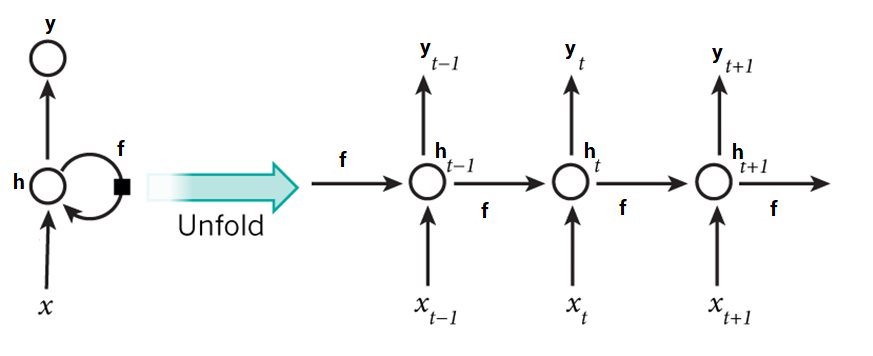 y
f
h
x
Unfold
y t-1
y t
y t+1
f
h t-1
h t
h t+1
f
f
f
x t-1
x t
x t+1